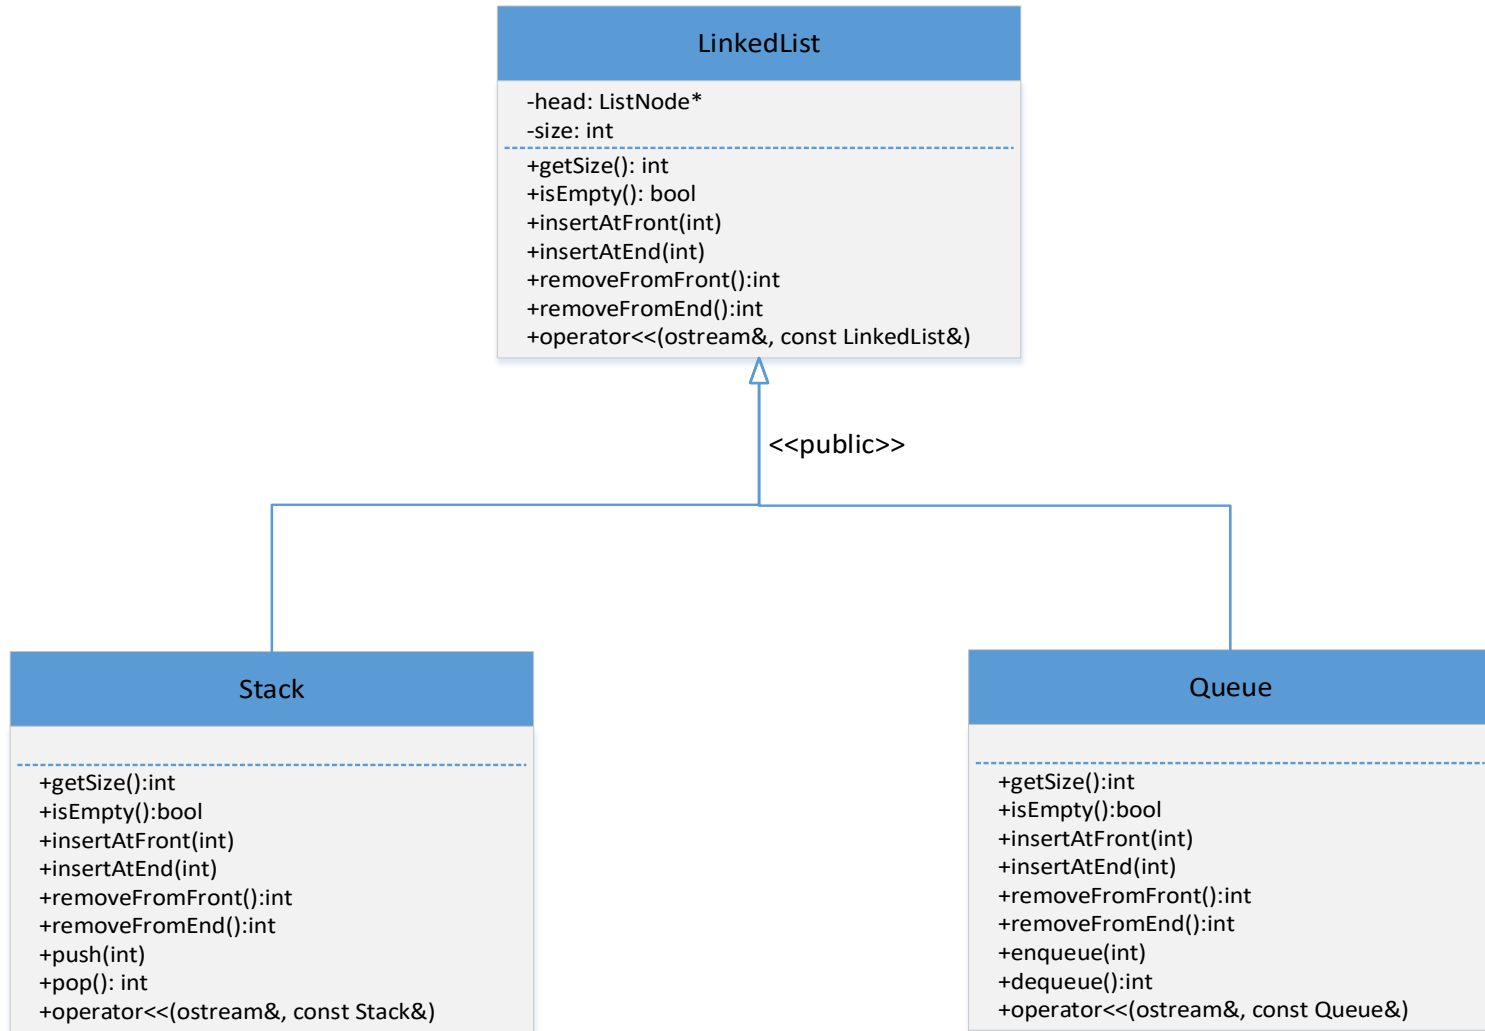 LinkedList
-head: ListNode*
-size: int
+getSize(): int
+isEmpty(): bool
+insertAtFront(int)
+insertAtEnd(int)
+removeFromFront():int
+removeFromEnd():int
+operator<<(ostream&, const LinkedList&)
<<public>>
Stack
+getSize():int
+isEmpty():bool
+insertAtFront(int)
+insertAtEnd(int)
+removeFromFront():int
+removeFromEnd():int
+push(int)
+pop(): int
+operator<<(ostream&, const Stack&)
Queue
+getSize():int
+isEmpty():bool
+insertAtFront(int)
+insertAtEnd(int)
+removeFromFront():int
+removeFromEnd():int
+enqueue(int)
+dequeue():int
+operator<<(ostream&, const Queue&)